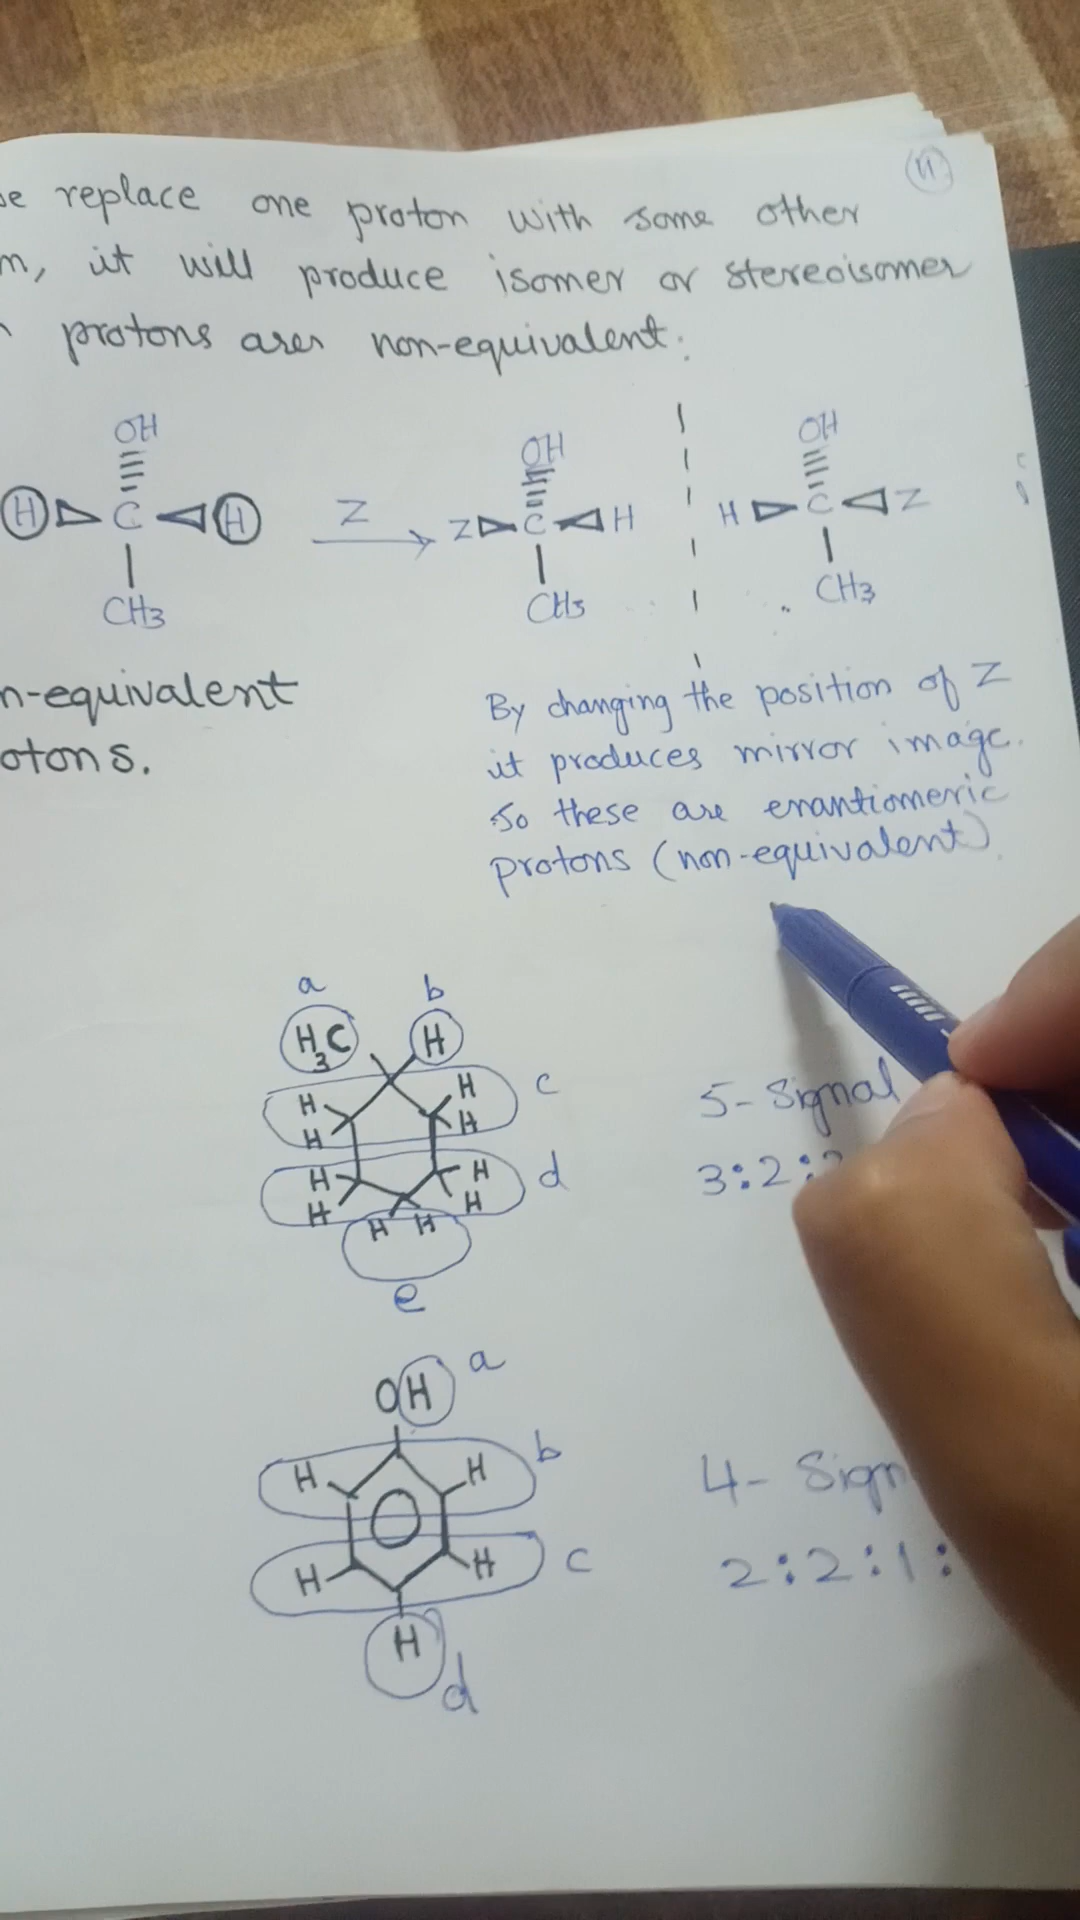 11
replace one proton with some other
it will produce isomer or stereoisomer
protons are non-equivalent.
OH OH OH
H C H Z Z C H H C Z
CH3 CH3 CH3
n-equivalent
otons.
By changing the position of Z
it produces mirror image.
So these are enantiomeric
protons (non-equivalent)
a b
H3C H
H H c
H H
5-Signal
H H d
H H
3:2:
H H
e
OH a
H H b
4-Sign
H H c
2:2:1:
H
d